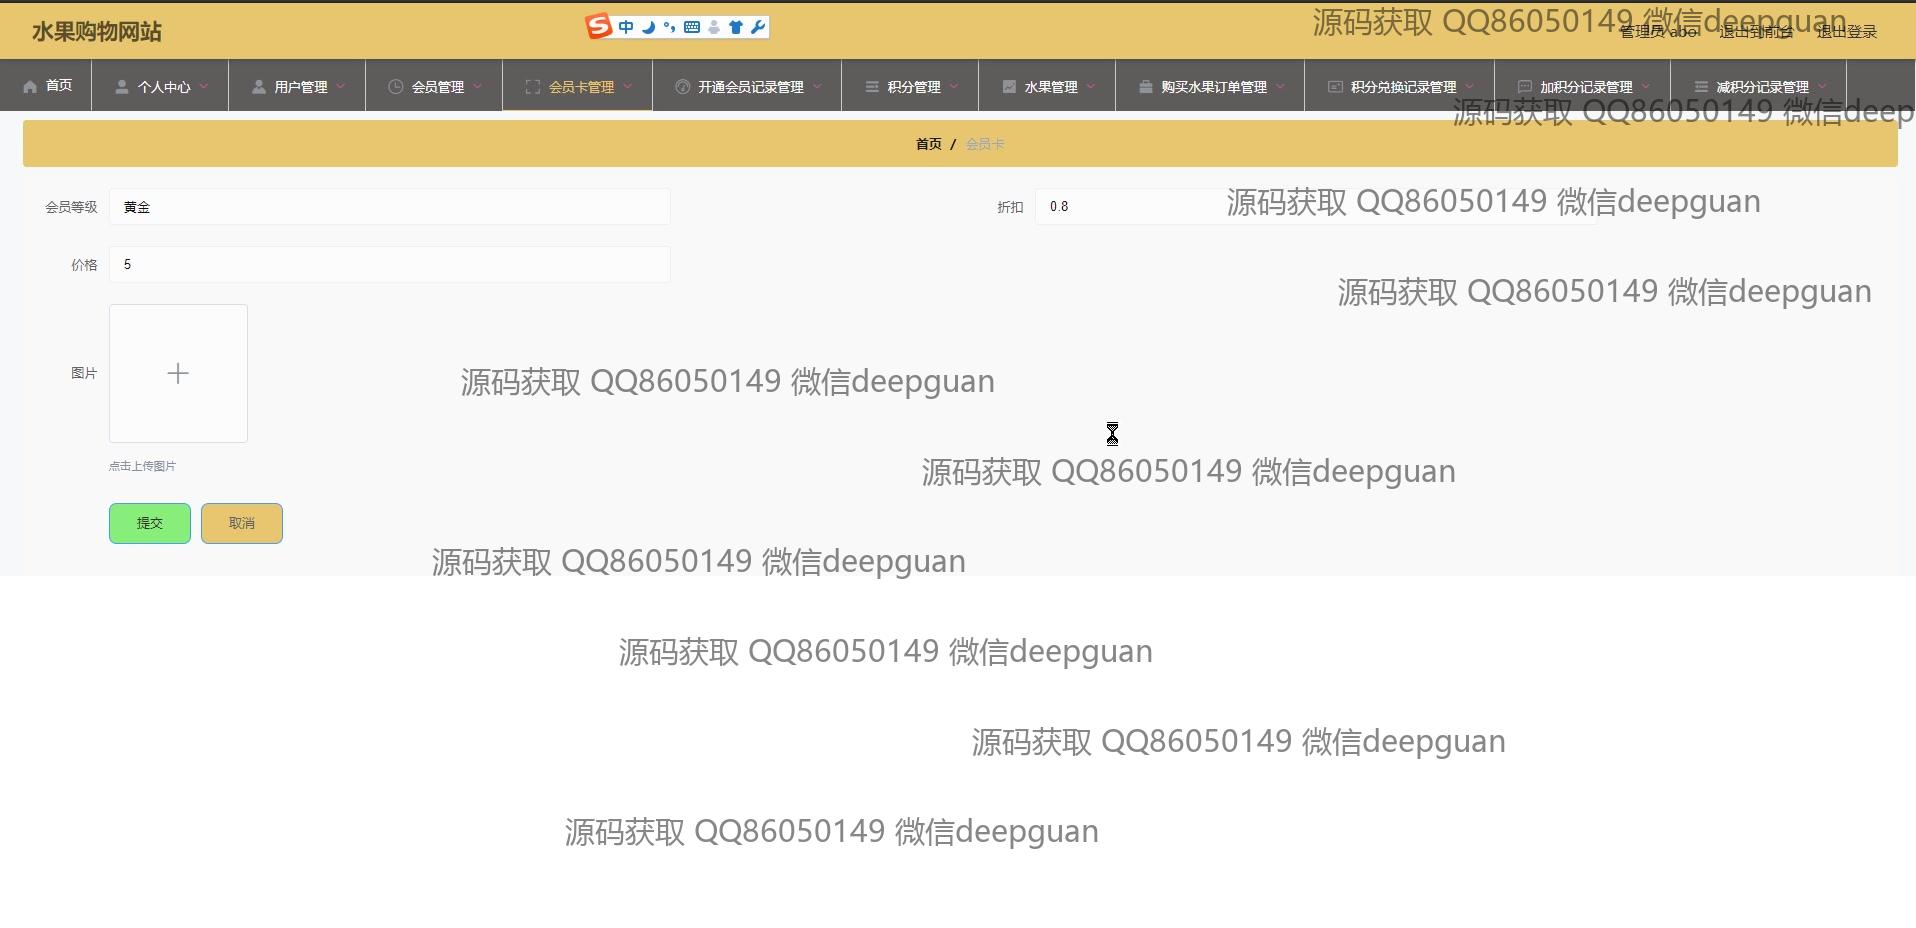 水果购物网站
中
源码获取 QQ86050149 微信deepguan
管理员 abo 退出到前台 退出登录
首页 个人中心 用户管理 会员管理 会员卡管理 开通会员记录管理 积分管理 水果管理 购买水果订单管理 积分兑换记录管理 加积分记录管理 减积分记录管理
源码获取 QQ86050149 微信deep
首页 / 会员卡
会员等级 黄金 折扣 0.8
源码获取 QQ86050149 微信deepguan
价格 5
源码获取 QQ86050149 微信deepguan
图片
源码获取 QQ86050149 微信deepguan
点击上传图片
源码获取 QQ86050149 微信deepguan
提交 取消
源码获取 QQ86050149 微信deepguan
源码获取 QQ86050149 微信deepguan
源码获取 QQ86050149 微信deepguan
源码获取 QQ86050149 微信deepguan